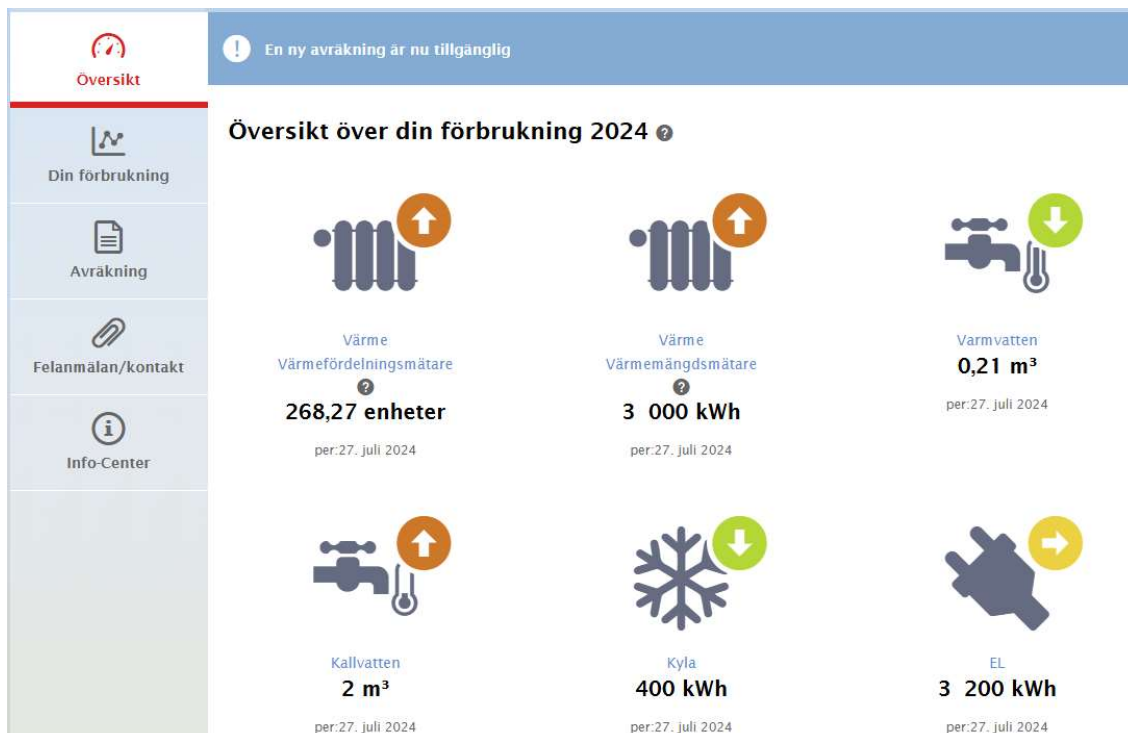 Översikt
En ny avräkning är nu tillgänglig
Din förbrukning
Avräkning
Felanmälan/kontakt
Info-Center
Översikt över din förbrukning 2024
Värme
Värmefördelningsmätare
268,27 enheter
per:27. juli 2024
Värme
Värmemängdsmätare
3 000 kWh
per:27. juli 2024
Varmvatten
0,21 m³
per:27. juli 2024
Kallvatten
2 m³
per:27. juli 2024
Kyla
400 kWh
per:27. juli 2024
EL
3 200 kWh
per:27. juli 2024